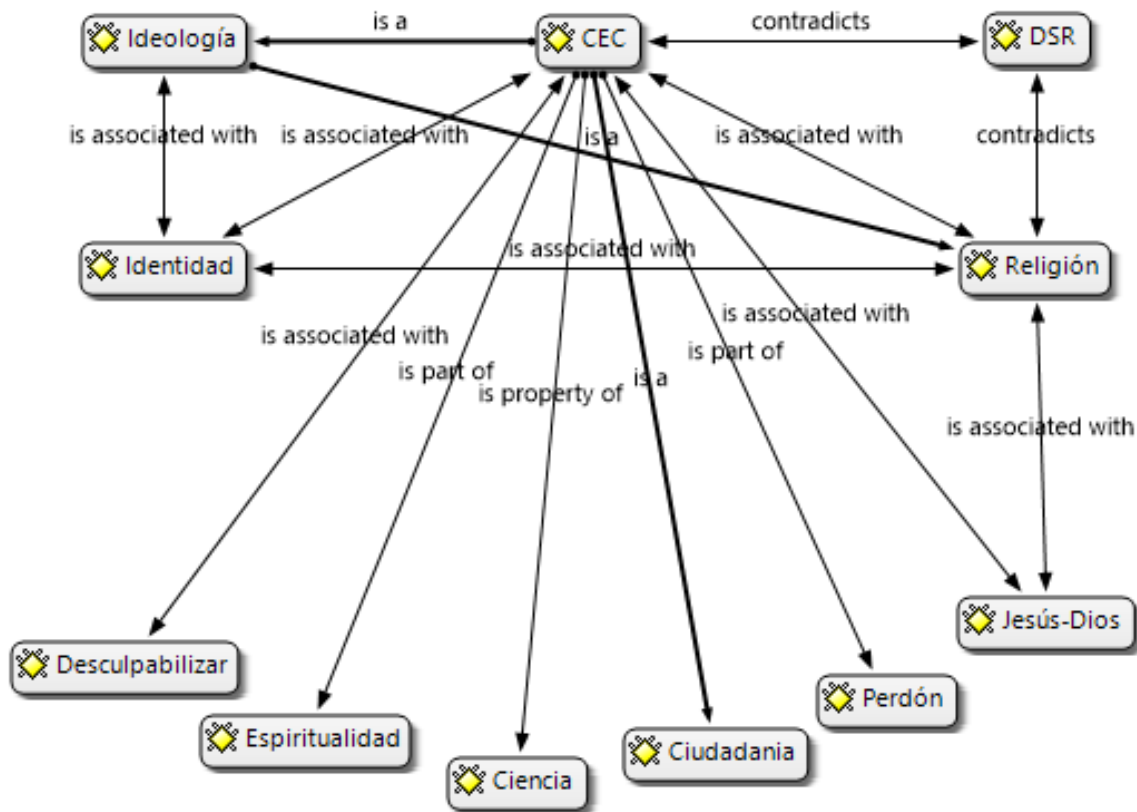 is a
contradicts
Ideología
CEC
DSR
is associated with
is associated with
is a
is associated with
contradicts
is associated with
Identidad
Religión
is associated with
is associated with
is part of
is part of
is property of
is a
is associated with
Jesús-Dios
Desculpabilizar
Perdón
Espiritualidad
Ciudadania
Ciencia